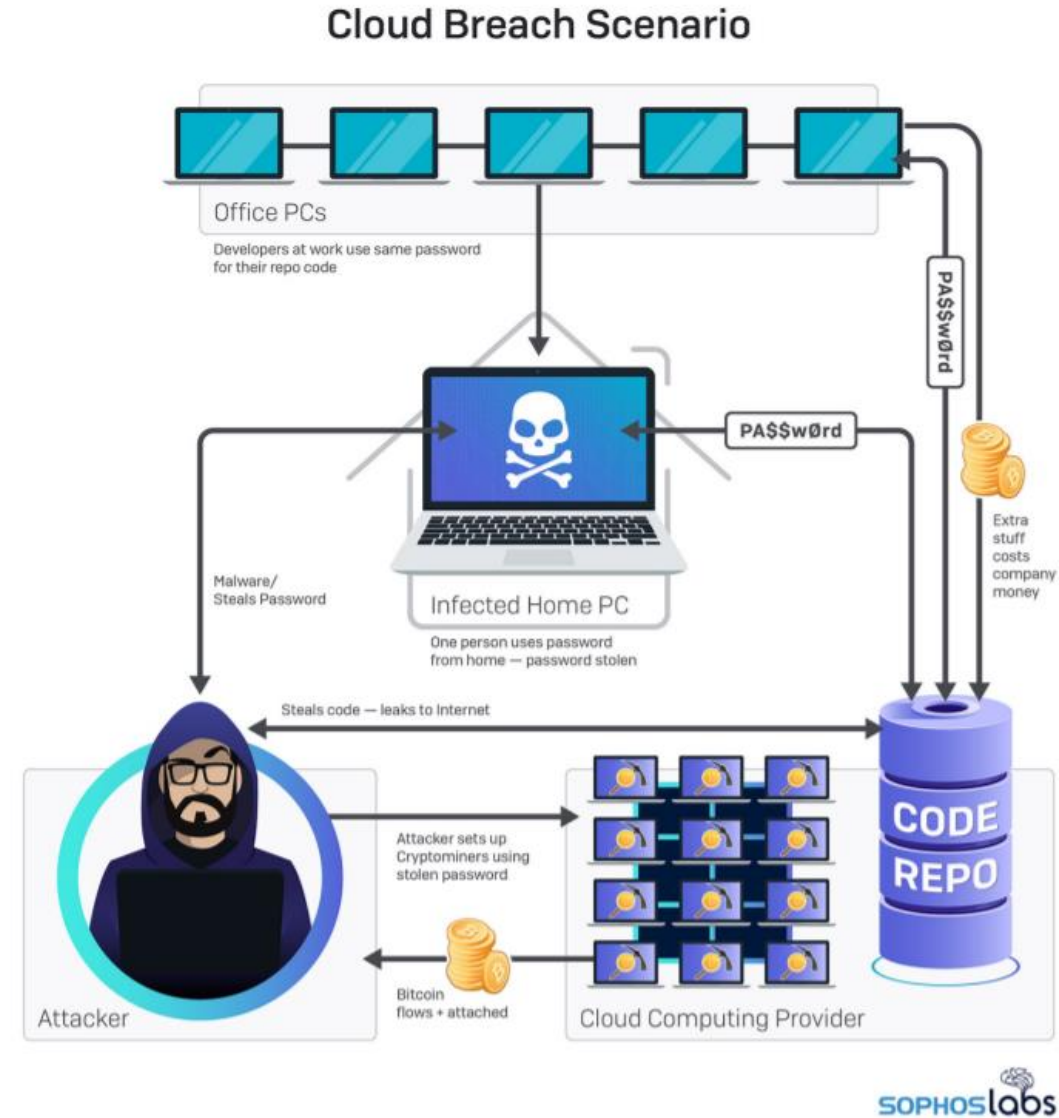 Cloud Breach Scenario
Office PCs
Developers at work use same password
for their repo code
PA$$wØrd
PA$$wØrd
Extra
stuff
costs
company
money
Malware/
Steals Password
Infected Home PC
One person uses password
from home — password stolen
Steals code — leaks to Internet
Attacker sets up
Cryptominers using
stolen password
CODE
REPO
Bitcoin
flows + attached
Attacker
Cloud Computing Provider
SOPHOSlabs